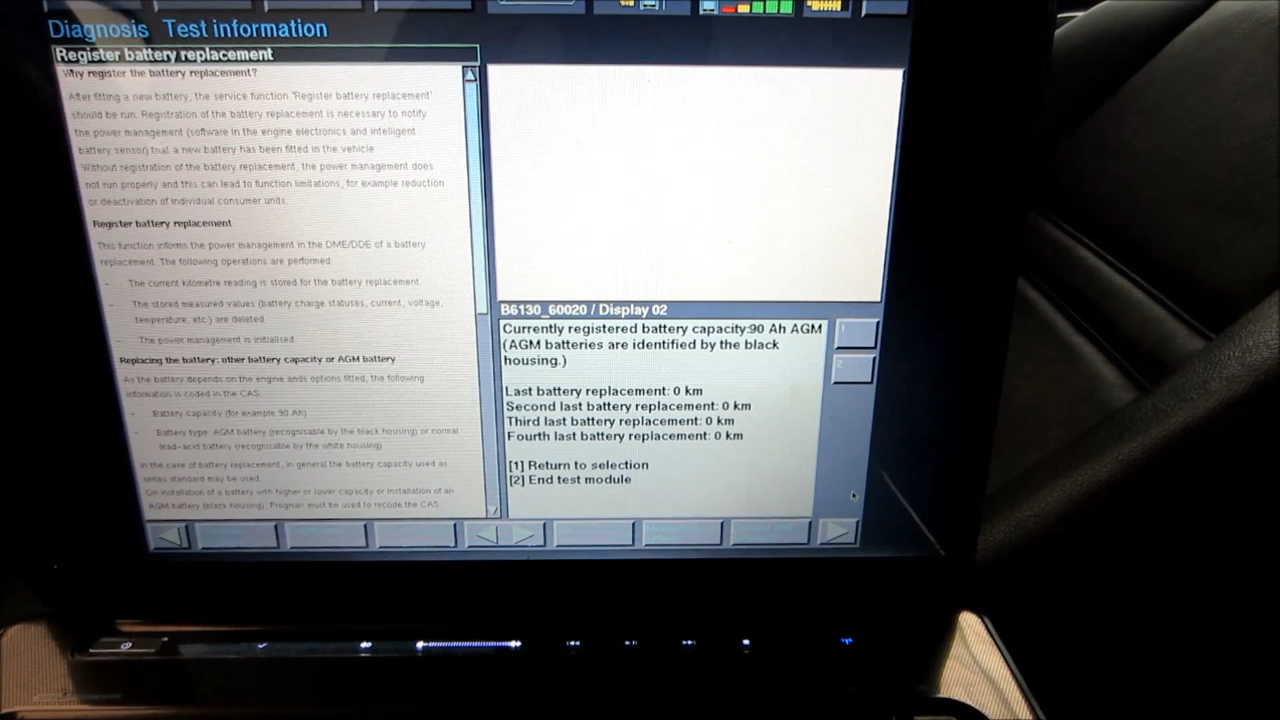 Diagnosis Test information
Register battery replacement
Why register the battery replacement?
After fitting a new battery, the service function 'Register battery replacement'
should be run. Registration of the battery replacement is necessary to notify
the power management (software in the engine electronics and intelligent
battery sensor) that a new battery has been fitted in the vehicle.
Without registration of the battery replacement, the power management does
not run properly and this can lead to function limitations, for example reduction
or deactivation of individual consumer units.
Register battery replacement
This function informs the power management in the DME/DDE of a battery
replacement. The following operations are performed:
- The current kilometre reading is stored for the battery replacement
- The stored measured values (battery charge statuses, current, voltage,
temperature, etc.) are deleted.
- The power management is initialised.
Replacing the battery: other battery capacity or AGM battery
As the battery depends on the engine ands options fitted, the following
information is coded in the CAS:
- Battery capacity (for example 90 Ah)
- Battery type: AGM battery (recognisable by the black housing) or normal
lead-acid battery (recognisable by the white housing)
In the case of battery replacement, in general the battery capacity used as
series standard may be used.
On installation of a battery with higher or lower capacity or installation of an
AGM battery (black housing), Progman must be used to recode the CAS.
B6130_60020 / Display 02
Currently registered battery capacity:90 Ah AGM
(AGM batteries are identified by the black
housing.)
Last battery replacement: 0 km
Second last battery replacement: 0 km
Third last battery replacement: 0 km
Fourth last battery replacement: 0 km
[1] Return to selection
[2] End test module
1
2